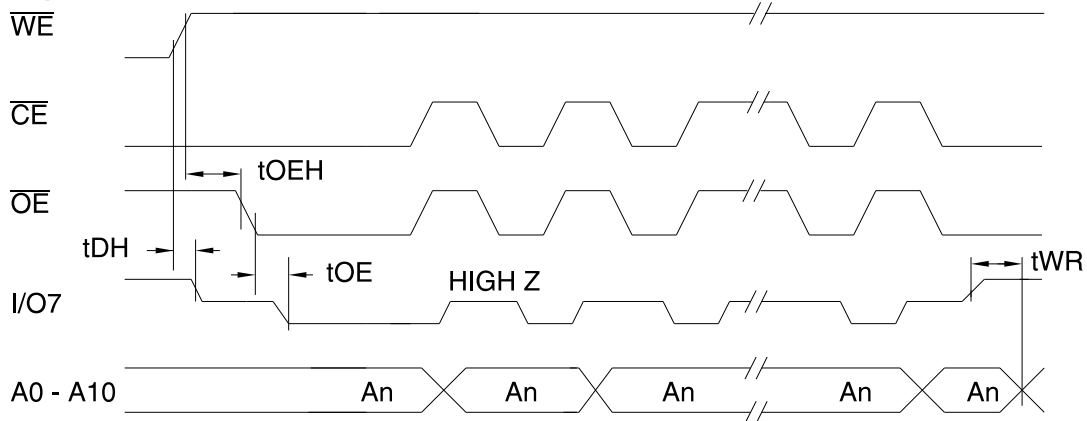 WE
CE
tOEH
OE
tDH
tOE
tWR
HIGH Z
I/O7
A0 - A10
An
An
An
An
An